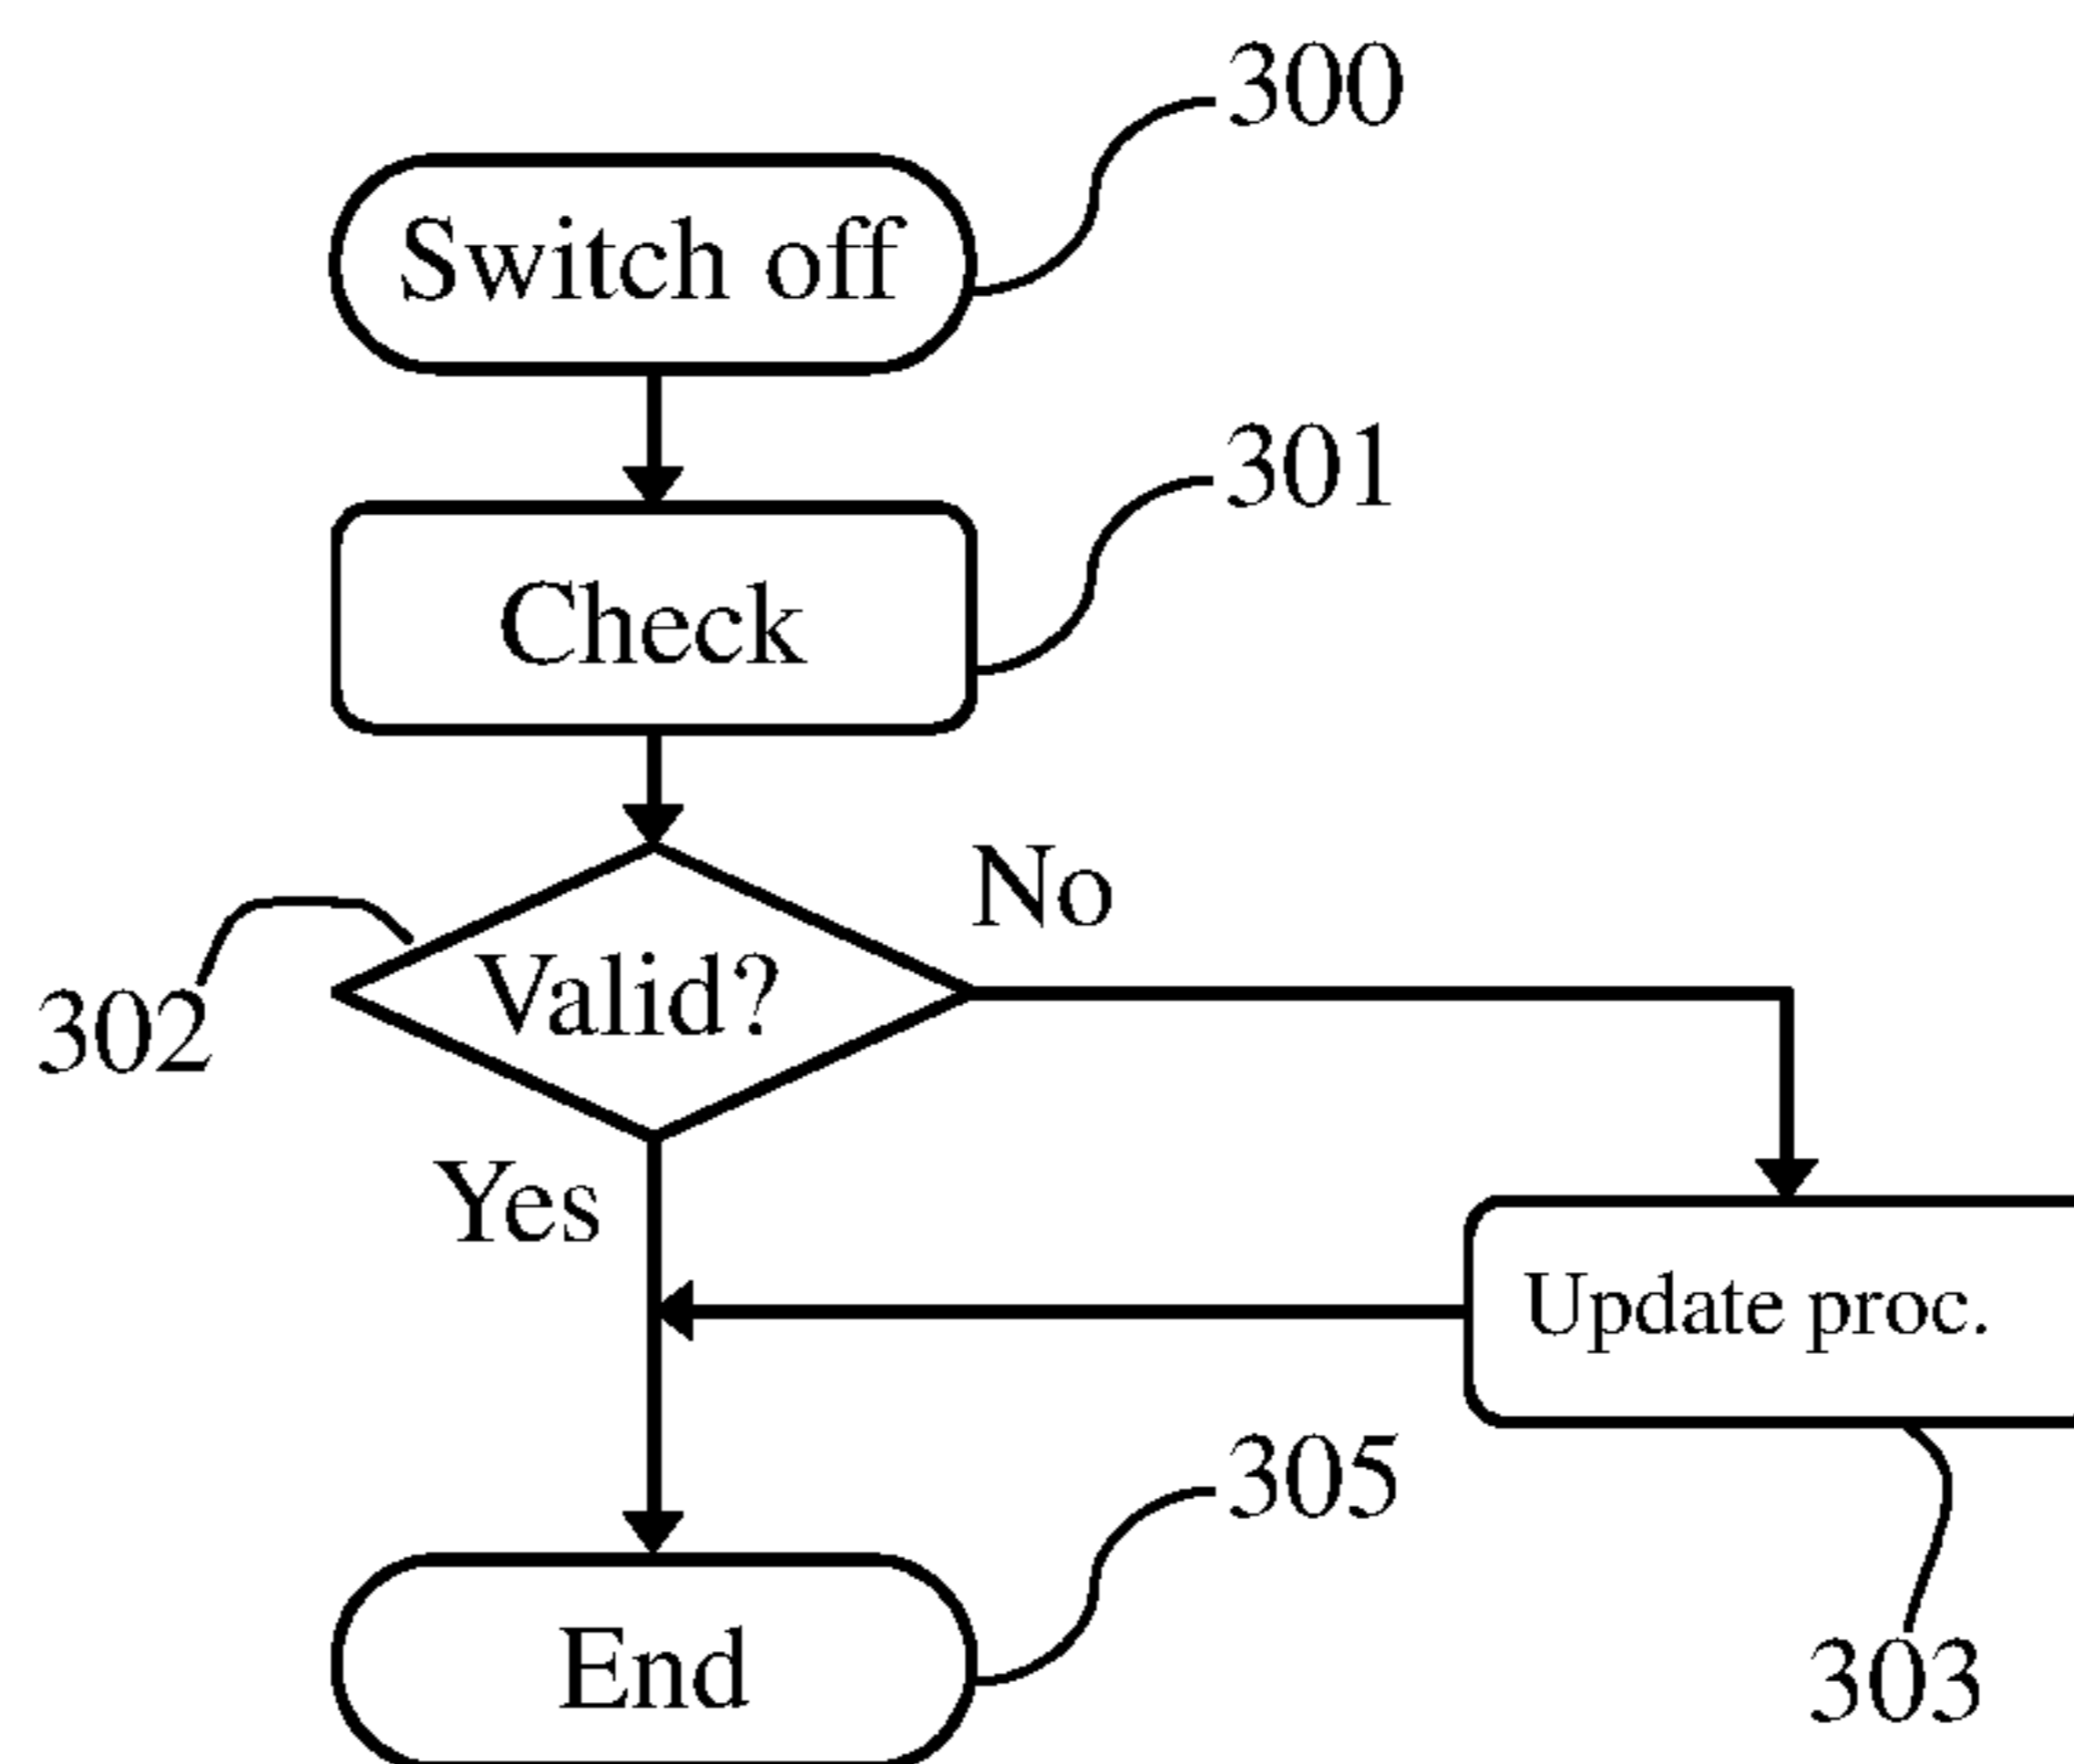 300
Switch off
301
Check
No
302
Valid?
Yes
Update proc.
305
End
303